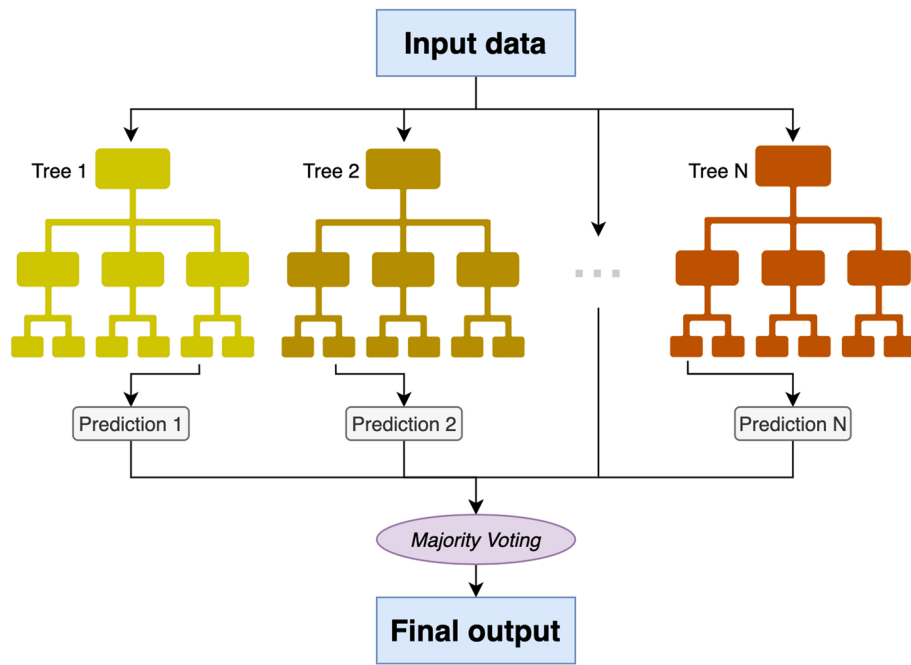 Input data
Tree 1
Tree 2
Tree N
Prediction 1
Prediction 2
Prediction N
Majority Voting
Final output